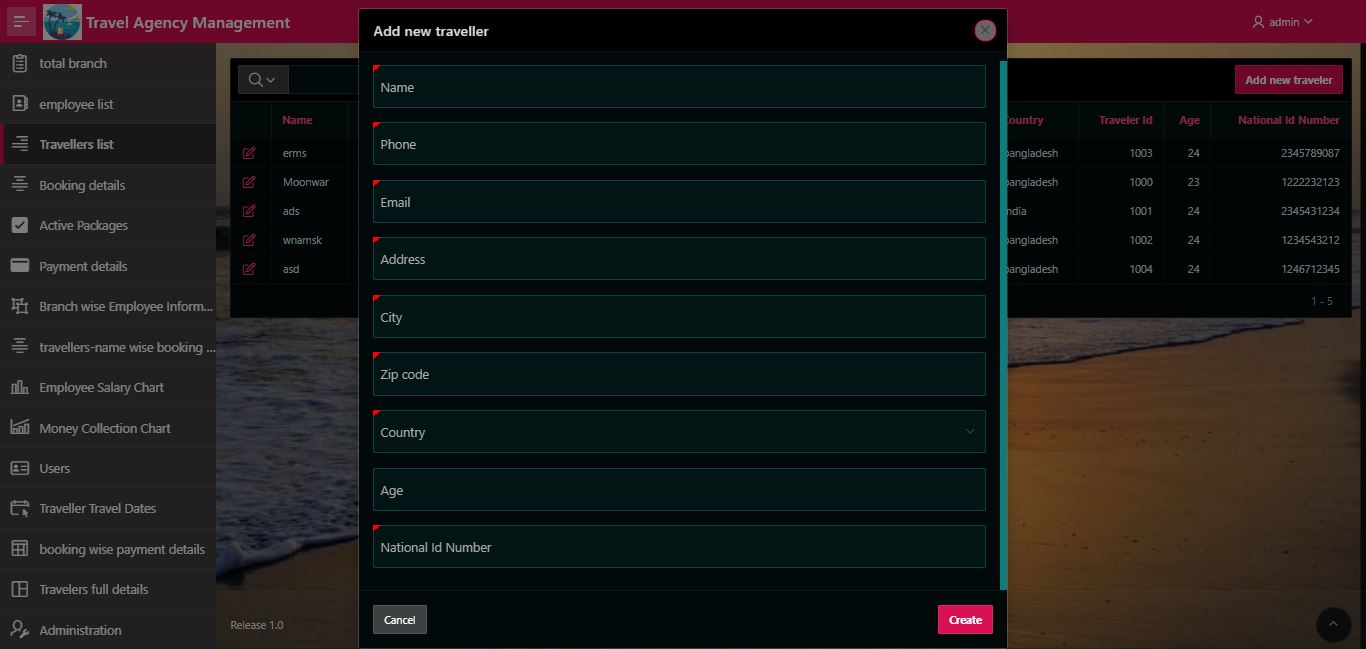 Travel Agency Management
admin
total branch
employee list
Travellers list
Booking details
Active Packages
Payment details
Branch wise Employee Inform...
travellers-name wise booking ...
Employee Salary Chart
Money Collection Chart
Users
Traveller Travel Dates
booking wise payment details
Travelers full details
Administration
Add new traveller
Name
Phone
Email
Address
City
Zip code
Country
Age
National Id Number
Cancel
Create
Add new traveler
Name Country Traveler Id Age National Id Number
erms bangladesh 1003 24 2345789087
Moonwar bangladesh 1000 23 1222232123
ads india 1001 24 2345431234
wnamsk bangladesh 1002 24 1234543212
asd bangladesh 1004 24 1246712345
1 - 5
Release 1.0